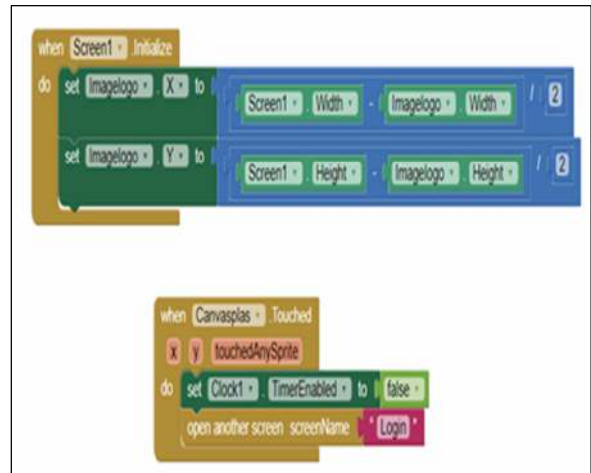 when Screen1 .Initialize
do set Imagelogo . X to Screen1 . Width - Imagelogo . Width / 2
set Imagelogo . Y to Screen1 . Height - Imagelogo . Height / 2
when Canvasplas .Touched
x y touchedAnySprite
do set Clock1 . TimerEnabled to false
open another screen screenName " Login "